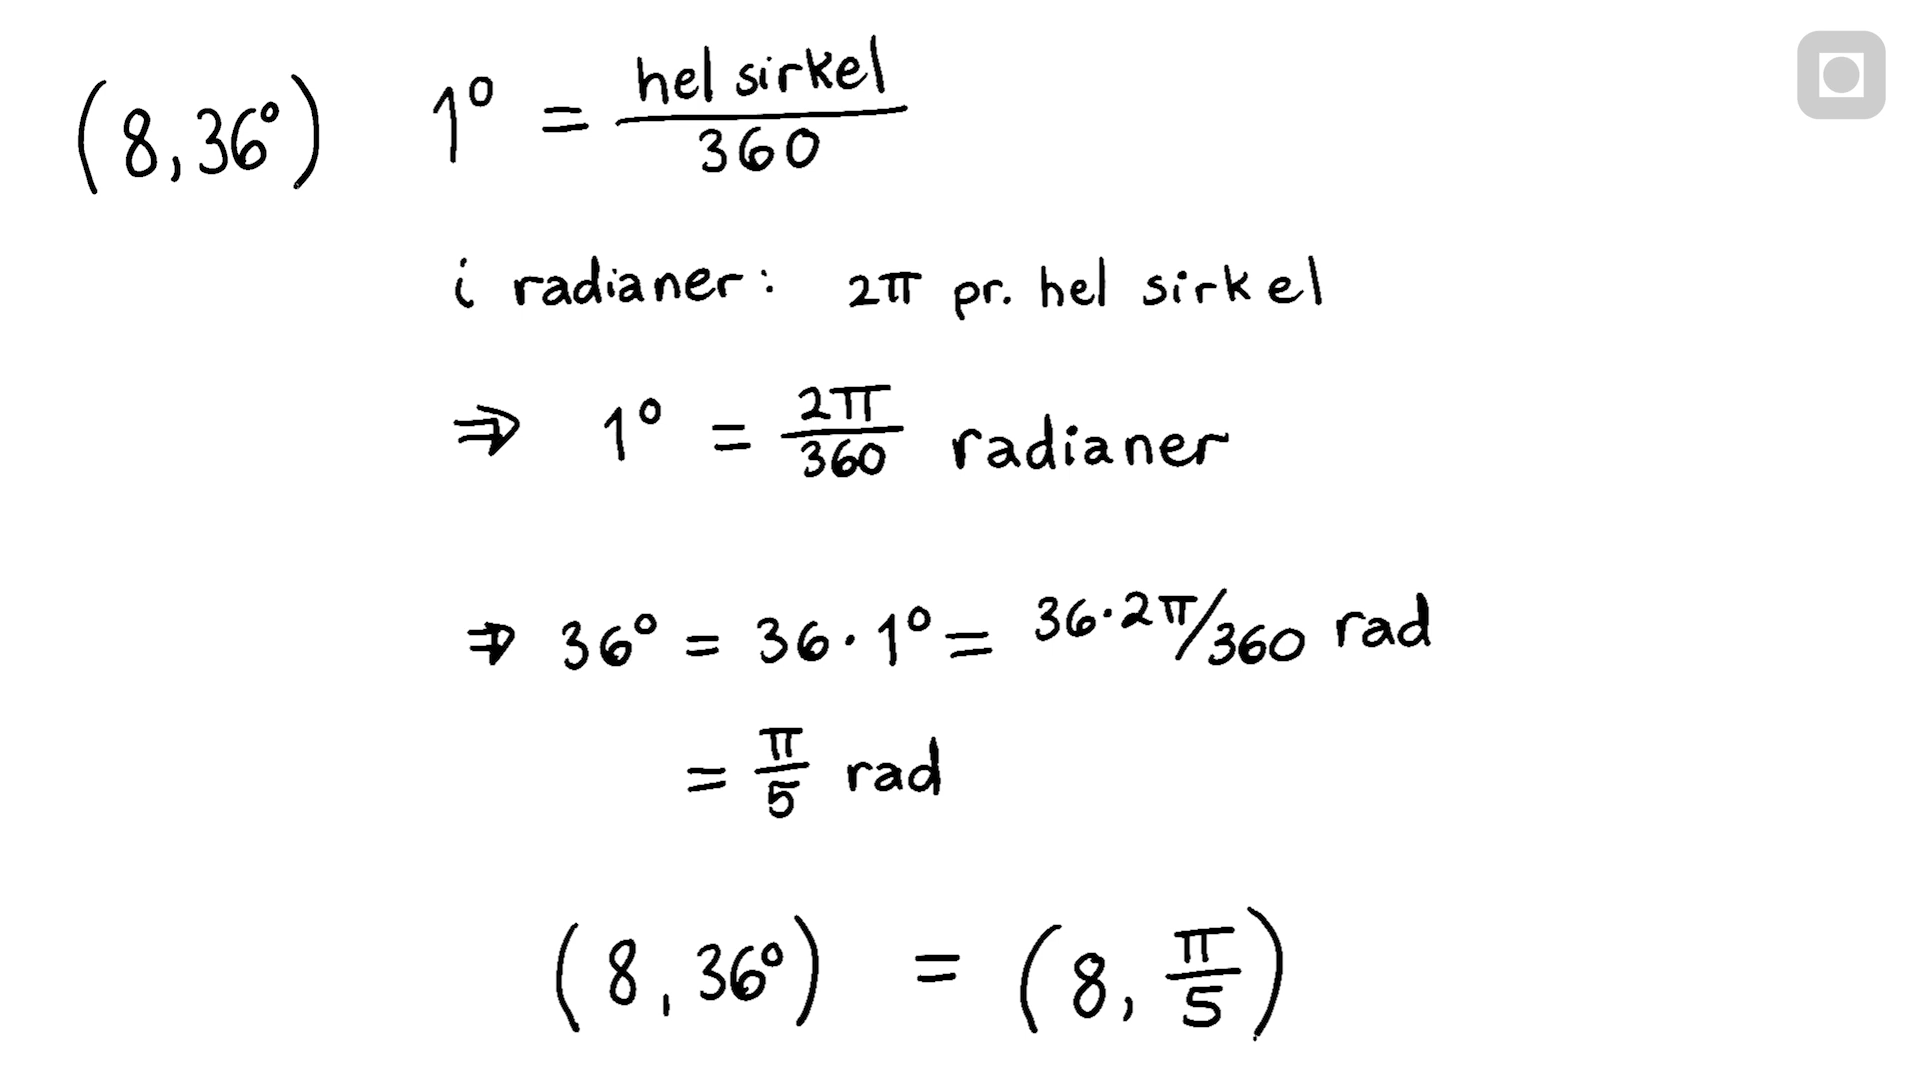 (8, 36°) 1° = hel sirkel / 360
i radianer: 2π pr. hel sirkel
⇒ 1° = 2π / 360 radianer
⇒ 36° = 36 · 1° = 36·2π/360 rad
= π/5 rad
(8, 36°) = (8, π/5)